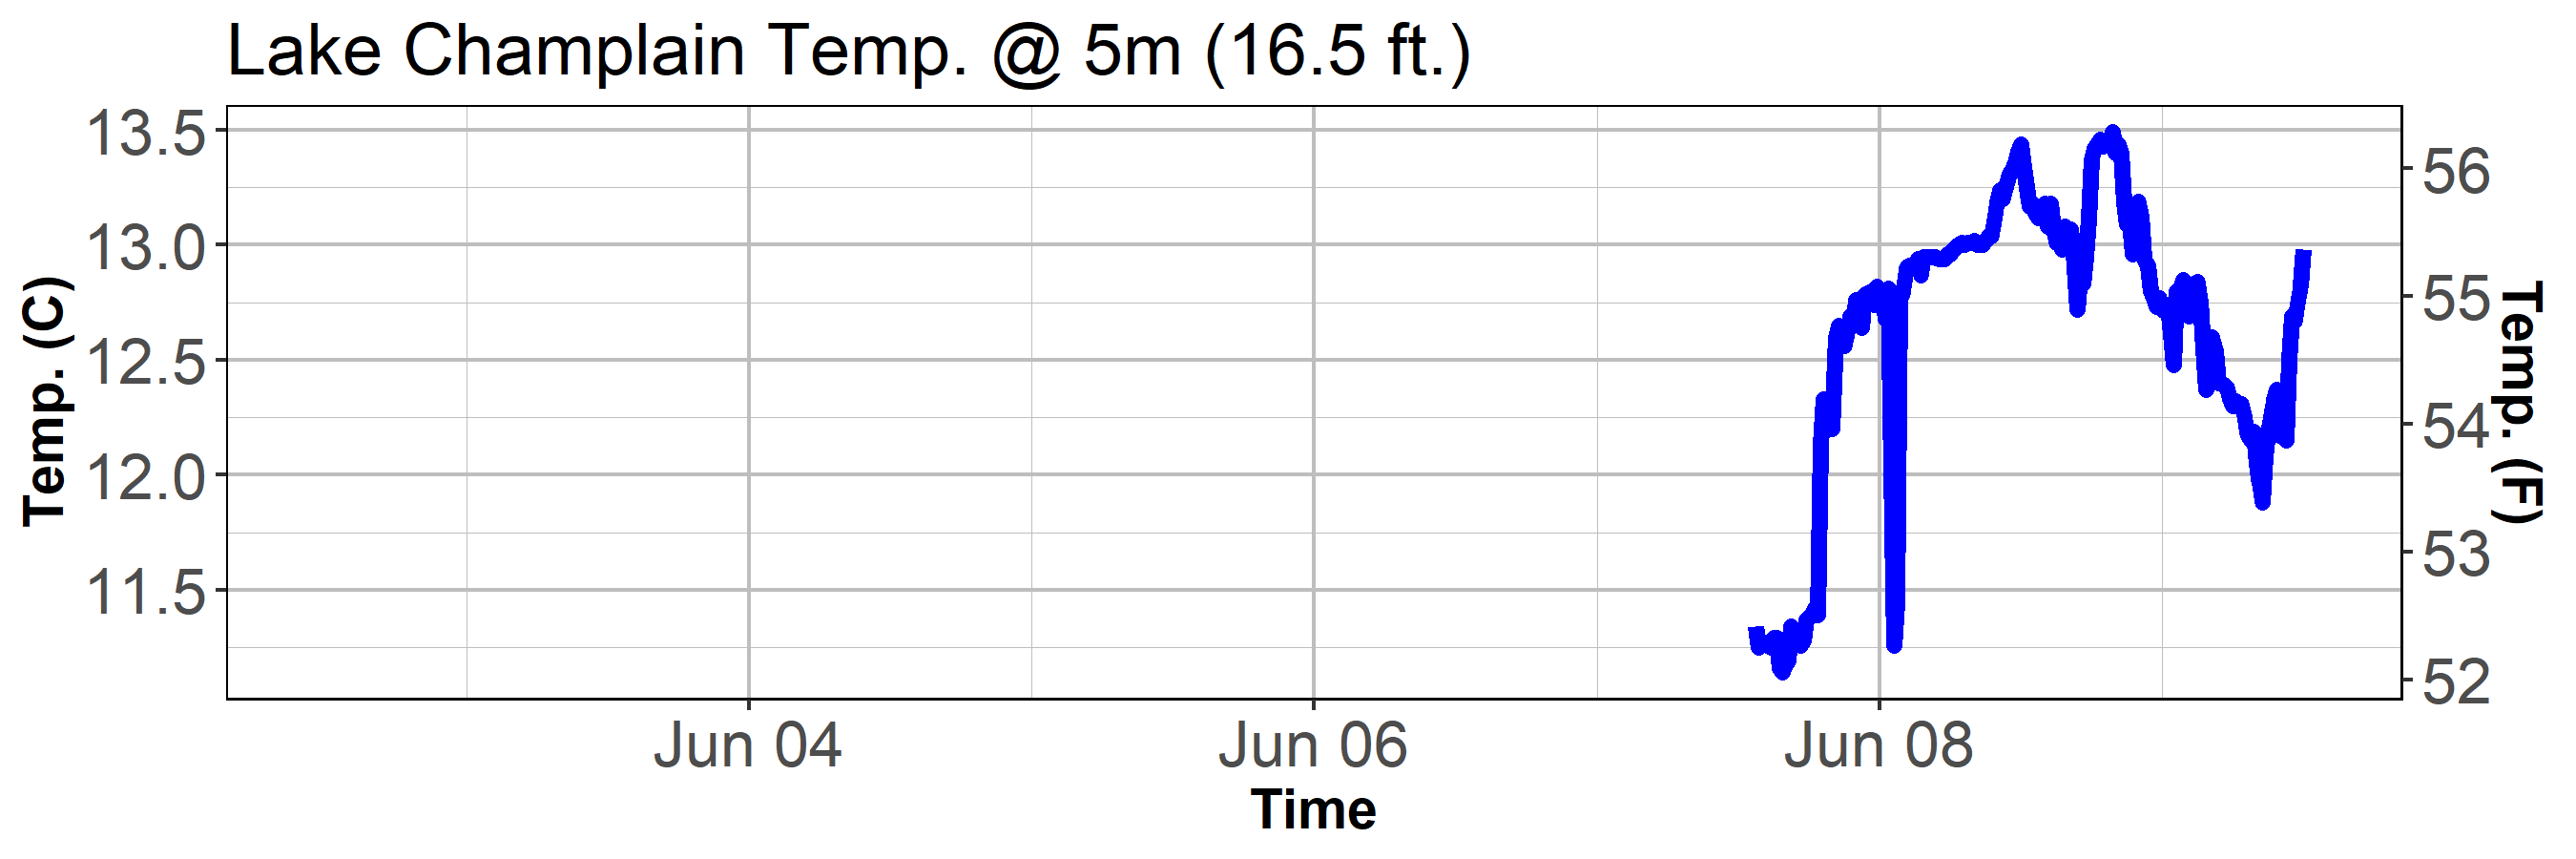 Lake Champlain Temp. @ 5m (16.5 ft.)
13.5
13.0
12.5
12.0
11.5
Temp. (C)
56
55
54
53
52
Temp. (F)
Jun 04
Jun 06
Jun 08
Time